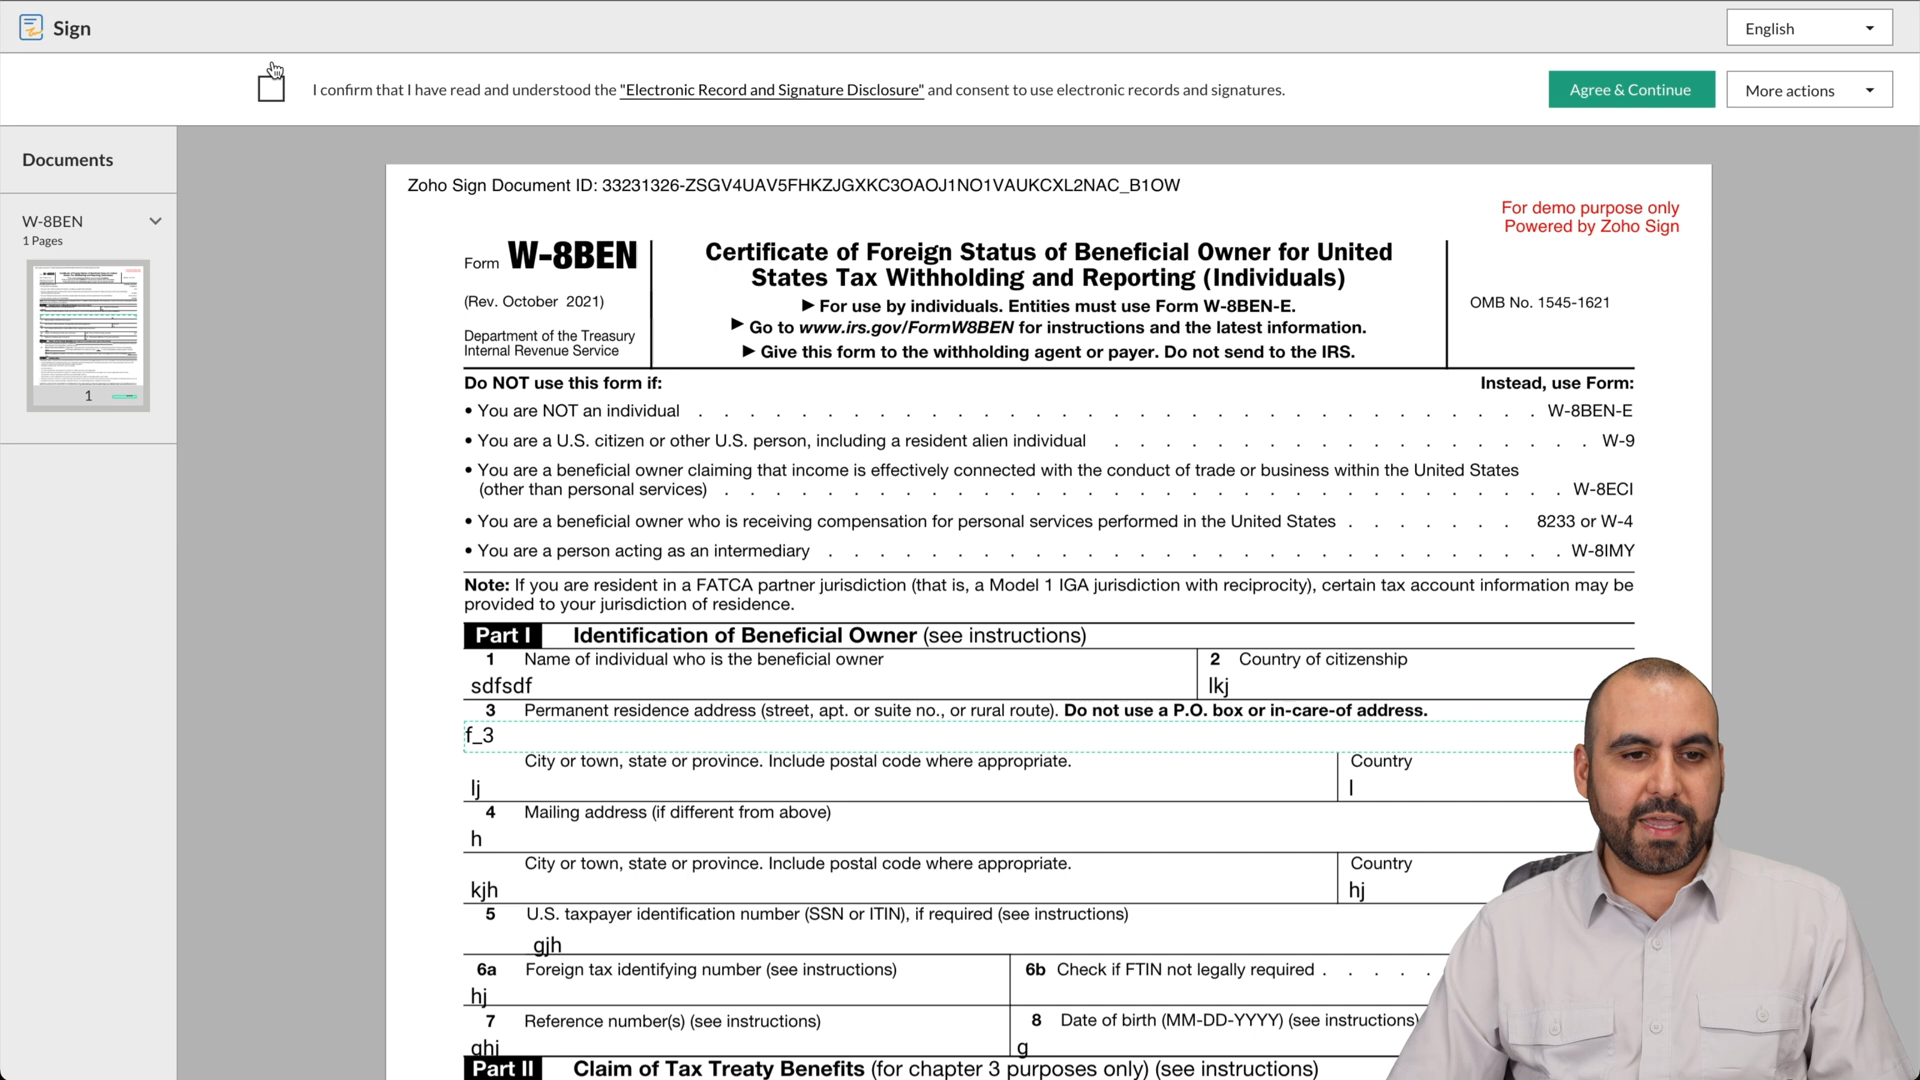 Sign
English
I confirm that I have read and understood the "Electronic Record and Signature Disclosure" and consent to use electronic records and signatures.
Agree & Continue
More actions
Documents
W-8BEN
1 Pages
1
Zoho Sign Document ID: 33231326-ZSGV4UAV5FHKZJGXKC3OAOJ1NO1VAUKCXL2NAC_B1OW
For demo purpose only
Powered by Zoho Sign
Form W-8BEN
(Rev. October 2021)
Department of the Treasury
Internal Revenue Service
Certificate of Foreign Status of Beneficial Owner for United
States Tax Withholding and Reporting (Individuals)
▶ For use by individuals. Entities must use Form W-8BEN-E.
▶ Go to www.irs.gov/FormW8BEN for instructions and the latest information.
▶ Give this form to the withholding agent or payer. Do not send to the IRS.
OMB No. 1545-1621
Do NOT use this form if: Instead, use Form:
• You are NOT an individual . . . . . . . . . . . . . . . . . . . . . . W-8BEN-E
• You are a U.S. citizen or other U.S. person, including a resident alien individual . . . . . . . . . . . . . W-9
• You are a beneficial owner claiming that income is effectively connected with the conduct of trade or business within the United States
(other than personal services) . . . . . . . . . . . . . . . . . . . . . . W-8ECI
• You are a beneficial owner who is receiving compensation for personal services performed in the United States . . . . . . . 8233 or W-4
• You are a person acting as an intermediary . . . . . . . . . . . . . . . . . . . W-8IMY
Note: If you are resident in a FATCA partner jurisdiction (that is, a Model 1 IGA jurisdiction with reciprocity), certain tax account information may be
provided to your jurisdiction of residence.
Part I Identification of Beneficial Owner (see instructions)
1 Name of individual who is the beneficial owner
sdfsdf
2 Country of citizenship
lkj
3 Permanent residence address (street, apt. or suite no., or rural route). Do not use a P.O. box or in-care-of address.
f_3
City or town, state or province. Include postal code where appropriate.
lj
Country
l
4 Mailing address (if different from above)
h
City or town, state or province. Include postal code where appropriate.
kjh
Country
hj
5 U.S. taxpayer identification number (SSN or ITIN), if required (see instructions)
gjh
6a Foreign tax identifying number (see instructions)
hj
6b Check if FTIN not legally required . . . . .
7 Reference number(s) (see instructions)
ghj
8 Date of birth (MM-DD-YYYY) (see instructions)
g
Part II Claim of Tax Treaty Benefits (for chapter 3 purposes only) (see instructions)